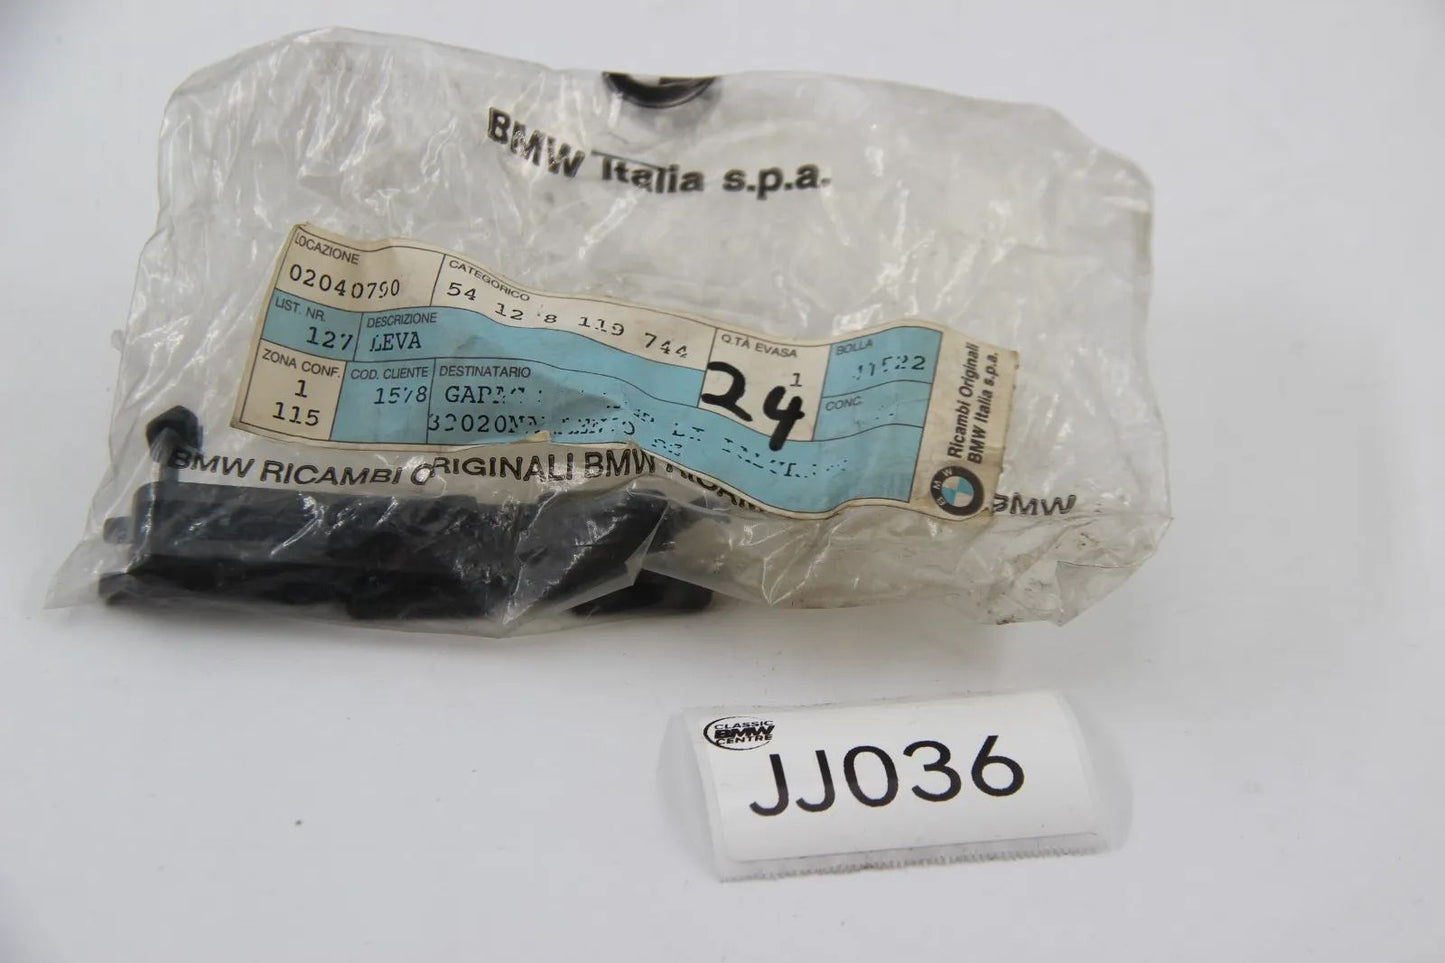 BMW Italia s.p.a.
LOCAZIONE
02040790
CATEGORICO
54 12 8 119 744
LIST. NR.
127
DESCRIZIONE
LEVA
Q.TÀ EVASA
1
24
BOLLA
CONC.
ZONA CONF.
1
115
COD. CLIENTE
1578
DESTINATARIO
Ricambi Originali
BMW Italia s.p.a.
BMW
BMW RICAMBI ORIGINALI BMW
BMW
CLASSIC
BMW
CENTRE
JJ036